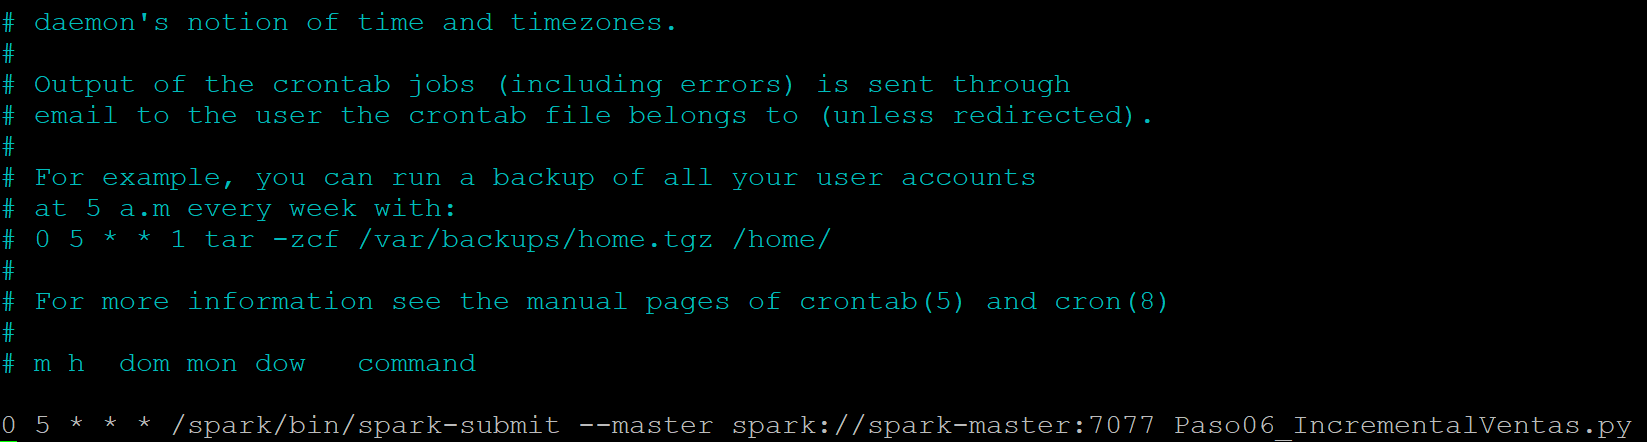 # daemon's notion of time and timezones.
#
# Output of the crontab jobs (including errors) is sent through
# email to the user the crontab file belongs to (unless redirected).
#
# For example, you can run a backup of all your user accounts
# at 5 a.m every week with:
# 0 5 * * 1 tar -zcf /var/backups/home.tgz /home/
#
# For more information see the manual pages of crontab(5) and cron(8)
#
# m h  dom mon dow   command
0 5 * * * /spark/bin/spark-submit --master spark://spark-master:7077 Paso06_IncrementalVentas.py